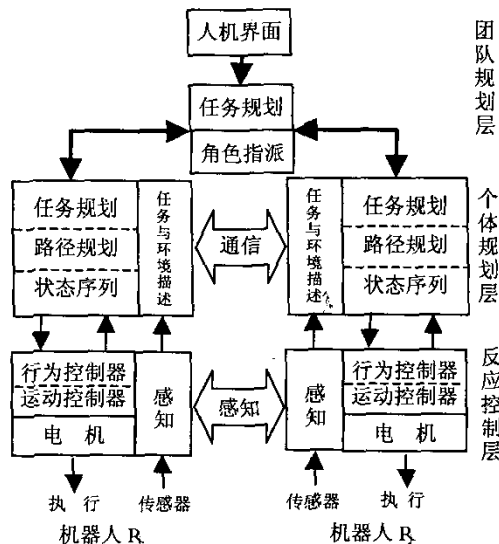 人机界面
任务规划
角色指派
团队规划层
任务规划
路径规划
状态序列
任务与环境描述
通信
任务与环境描述
任务规划
路径规划
状态序列
个体规划层
行为控制器
运动控制器
电 机
感知
感知
感知
行为控制器
运动控制器
电 机
反应控制层
执 行
传感器
传感器
执 行
机器人 R
机器人 R